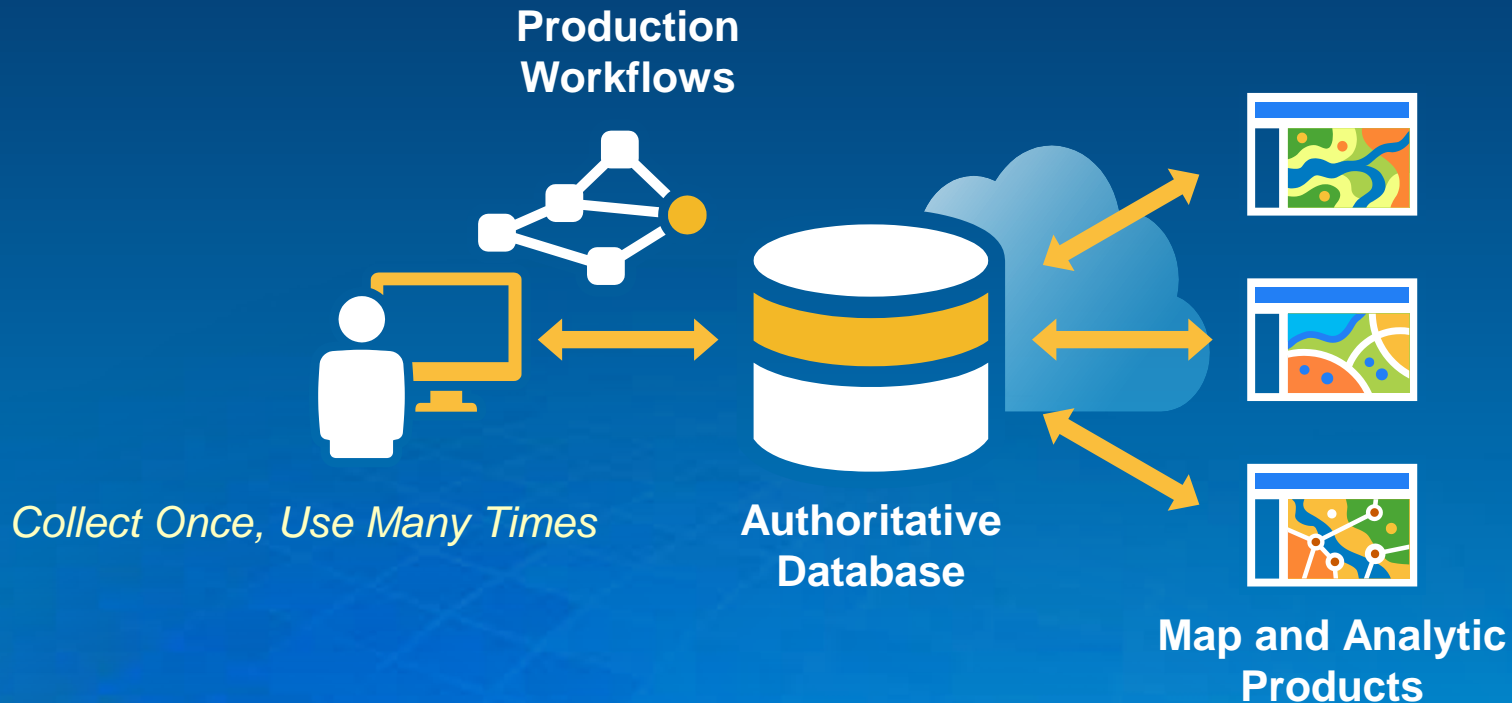 Production
Workflows
Collect Once, Use Many Times
Authoritative
Database
Map and Analytic
Products